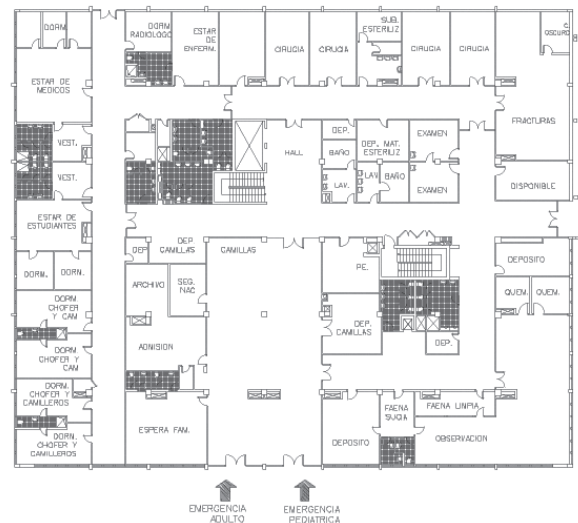 DORM
DORM
RADIOLOGO
ESTAR
DE
ENFERM.
CIRUGIA
CIRUGIA
SUB.
ESTERILIZ
CIRUGIA
CIRUGIA
C.
OSCURO
ESTAR DE
MEDICOS
FRACTURAS
VEST.
VEST.
HALL
DEP.
BAÑO
LAV.
DEP. MAT.
ESTERILIZ
LAV
BAÑO
EXAMEN
EXAMEN
DISPONIBLE
ESTAR DE
ESTUDIANTES
DORM.
DORM.
DEP
DEP
CAMILLAS
CAMILLAS
PE.
DEPOSITO
QUEM.
QUEM.
ARCHIVO
SEG.
NAC
DORM
CHOFER
Y CAM
DORM
CHOFER Y
CAM
ADMISION
DEP.
CAMILLAS
DEP.
DORM.
CHOFER Y
CAMILLEROS
DORM.
CHOFER Y
CAMILLEROS
ESPERA FAM.
DEPOSITO
FAENA
SUCIA
FAENA LIMPIA
OBSERVACION
EMERGENCIA
ADULTO
EMERGENCIA
PEDIATRICA